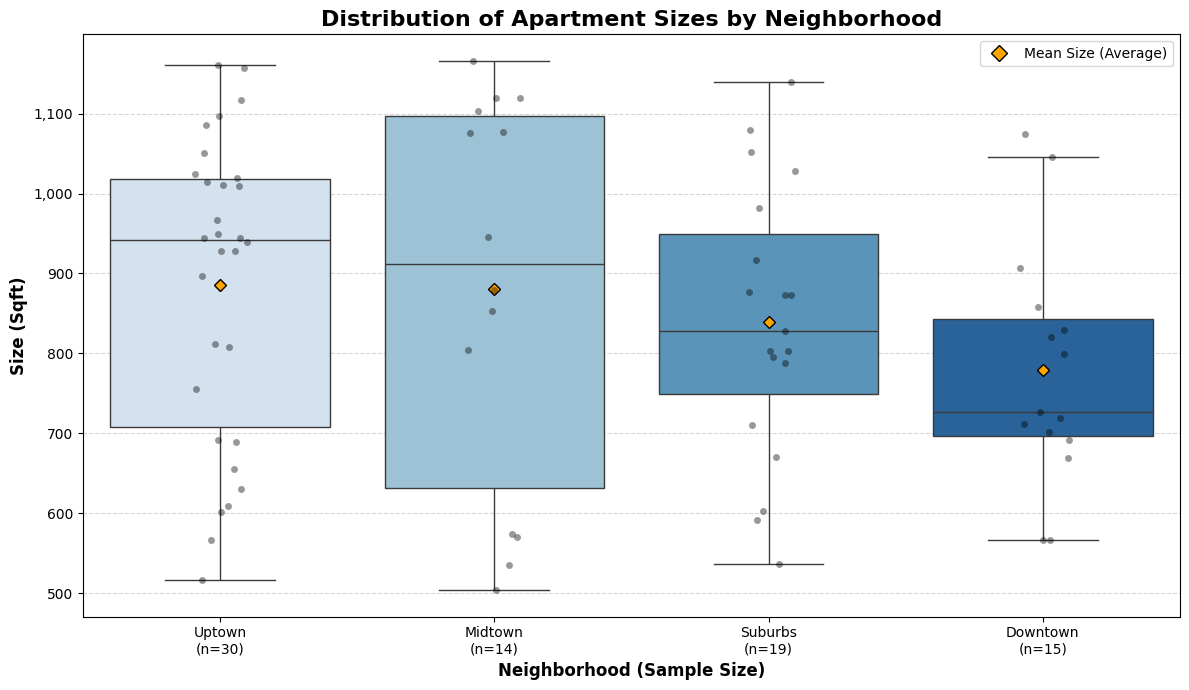 Distribution of Apartment Sizes by Neighborhood
Mean Size (Average)
Size (Sqft)
1,100
1,000
900
800
700
600
500
Uptown
(n=30)
Midtown
(n=14)
Suburbs
(n=19)
Downtown
(n=15)
Neighborhood (Sample Size)